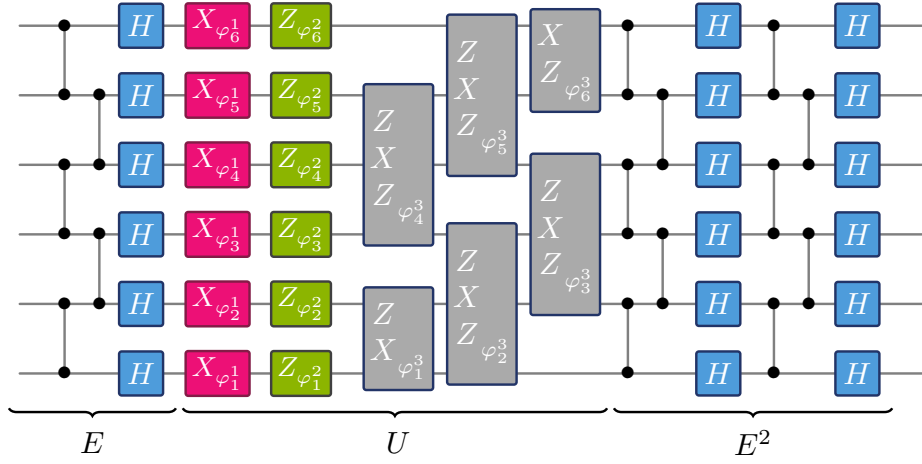 H X_{φ_6^1} Z_{φ_6^2} H H
H X_{φ_5^1} Z_{φ_5^2} H H
H X_{φ_4^1} Z_{φ_4^2} H H
H X_{φ_3^1} Z_{φ_3^2} H H
H X_{φ_2^1} Z_{φ_2^2} H H
H X_{φ_1^1} Z_{φ_1^2} H H
Z
X
Z_{φ_4^3}
Z
X_{φ_1^3}
Z
X
Z_{φ_5^3}
Z
X
Z_{φ_2^3}
X
Z_{φ_6^3}
Z
X
Z_{φ_3^3}
E U E^2